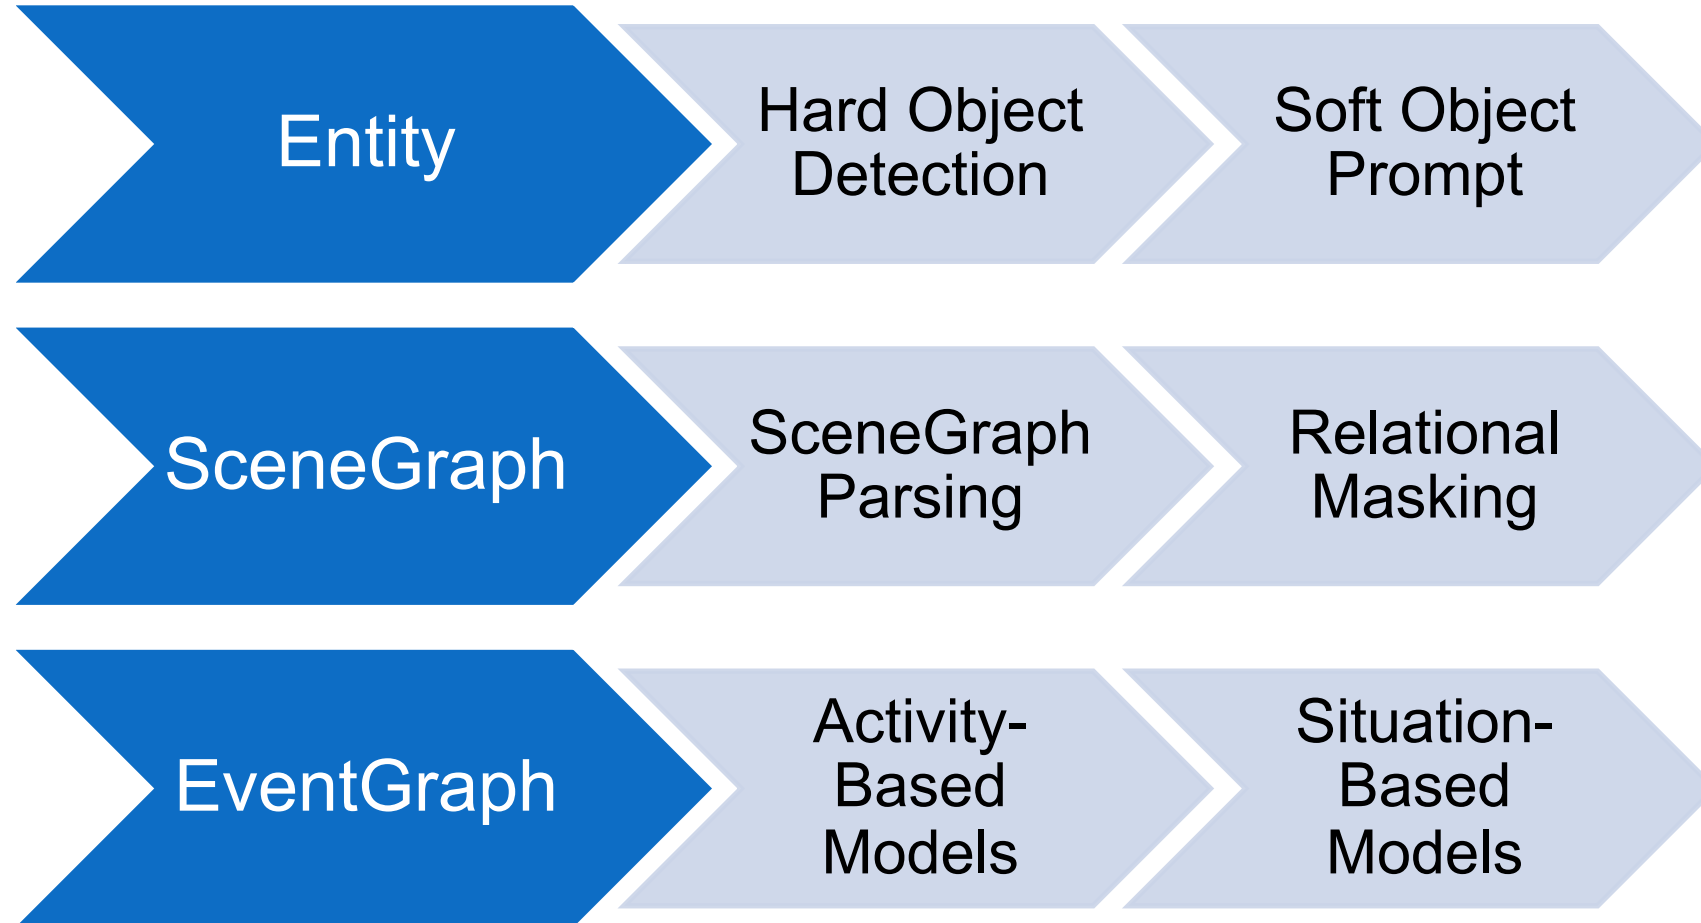 Entity
Hard Object
Detection
Soft Object
Prompt
SceneGraph
SceneGraph
Parsing
Relational
Masking
EventGraph
Activity-
Based
Models
Situation-
Based
Models